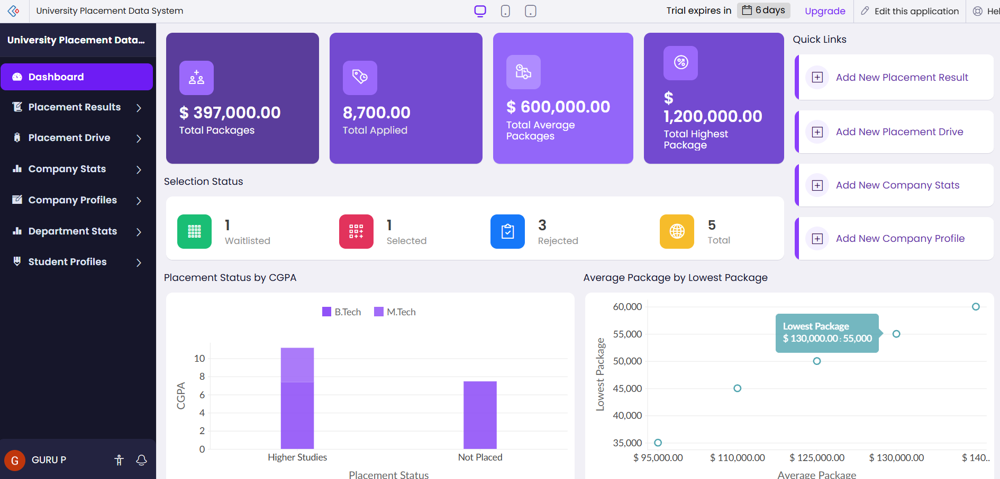 University Placement Data System
Trial expires in
6 days
Upgrade
Edit this application
Hel
University Placement Data...
Dashboard
Placement Results
Placement Drive
Company Stats
Company Profiles
Department Stats
Student Profiles
G
GURU P
$ 397,000.00
Total Packages
8,700.00
Total Applied
$ 600,000.00
Total Average
Packages
$
1,200,000.00
Total Highest
Package
Quick Links
Add New Placement Result
Add New Placement Drive
Add New Company Stats
Add New Company Profile
Selection Status
1
Waitlisted
1
Selected
3
Rejected
5
Total
Placement Status by CGPA
B.Tech
M.Tech
CGPA
10
8
6
4
2
0
Higher Studies
Not Placed
Placement Status
Average Package by Lowest Package
Lowest Package
60,000
55,000
50,000
45,000
40,000
35,000
Lowest Package
$ 130,000.00 : 55,000
$ 95,000.00
$ 110,000.00
$ 125,000.00
$ 130,000.00
$ 140..
Average Package